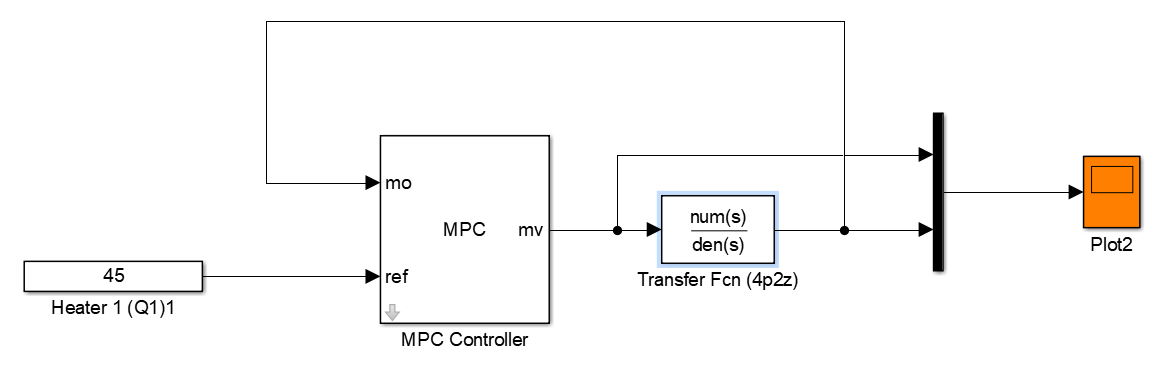 mo
MPC
mv
ref
MPC Controller
45
Heater 1 (Q1)1
num(s)
den(s)
Transfer Fcn (4p2z)
Plot2